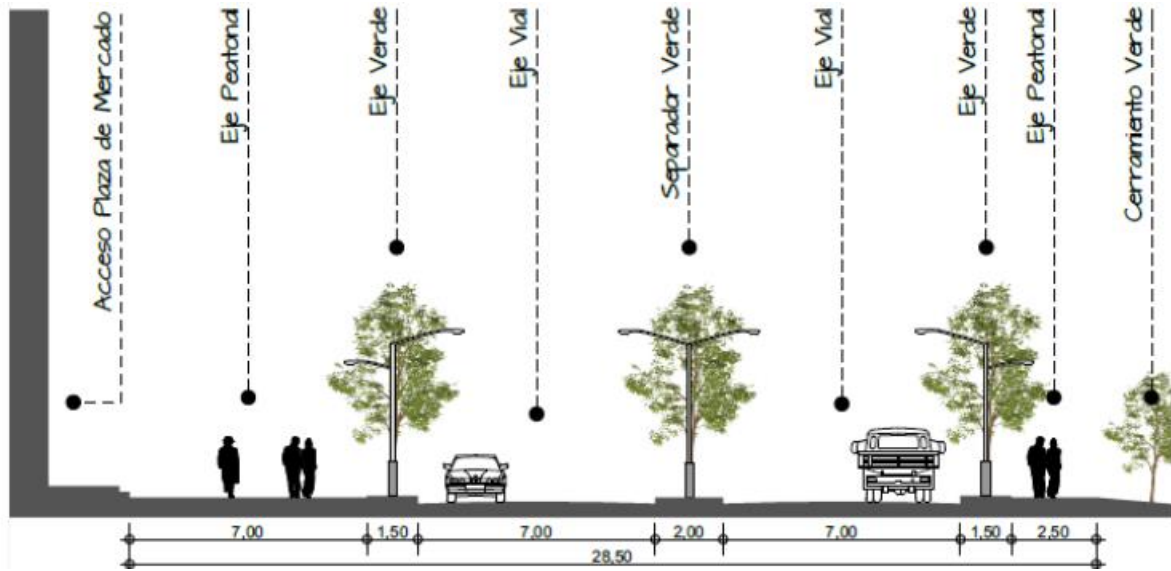 Acceso Plaza de Mercado
Eje Peatonal
Eje Verde
Eje Vial
Separador Verde
Eje Vial
Eje Verde
Eje Peatonal
Cerramiento Verde
7,00
1,50
7,00
2,00
7,00
1,50
2,50
28,50